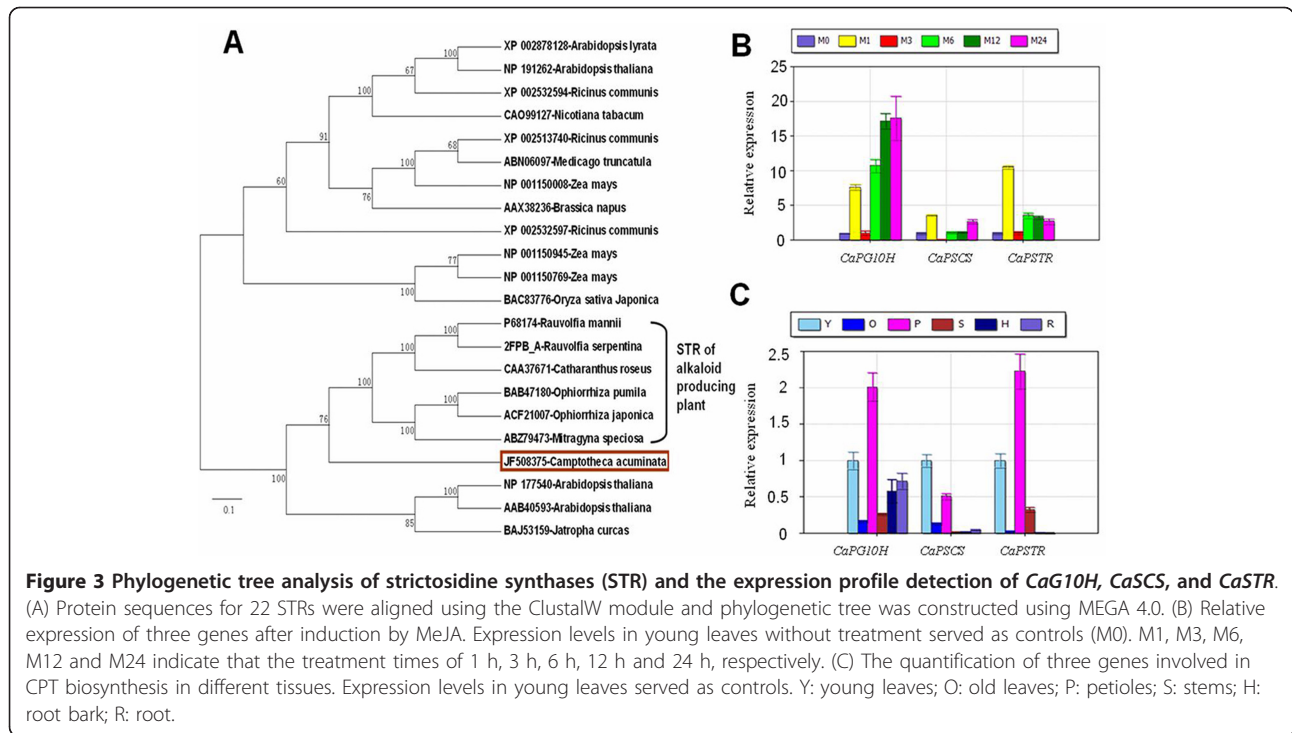 A
XP 002878128-Arabidopsis lyrata
100
NP 191262-Arabidopsis thaliana
67
XP 002532594-Ricinus communis
100
CAO99127-Nicotiana tabacum
91
XP 002513740-Ricinus communis
68
ABN06097-Medicago truncatula
100
NP 001150008-Zea mays
76
AAX38236-Brassica napus
60
XP 002532597-Ricinus communis
NP 001150945-Zea mays
77
NP 001150769-Zea mays
100
BAC83776-Oryza sativa Japonica
P68174-Rauvolfia mannii
100
2FPB_A-Rauvolfia serpentina
100
CAA37671-Catharanthus roseus
100
BAB47180-Ophiorrhiza pumila
100
ACF21007-Ophiorrhiza japonica
100
ABZ79473-Mitragyna speciosa
76
JF508375-Camptotheca acuminata
100
NP 177540-Arabidopsis thaliana
100
AAB40593-Arabidopsis thaliana
85
BAJ53159-Jatropha curcas
0.1
STR of
alkaloid
producing
plant
B
M0 M1 M3 M6 M12 M24
Relative expression
25
20
15
10
5
0
CaPG10H CaPSCS CaPSTR
C
Y O P S H R
Relative expression
2.5
2
1.5
1
0.5
0
CaPG10H CaPSCS CaPSTR
Figure 3 Phylogenetic tree analysis of strictosidine synthases (STR) and the expression profile detection of CaG10H, CaSCS, and CaSTR.
(A) Protein sequences for 22 STRs were aligned using the ClustalW module and phylogenetic tree was constructed using MEGA 4.0. (B) Relative
expression of three genes after induction by MeJA. Expression levels in young leaves without treatment served as controls (M0). M1, M3, M6,
M12 and M24 indicate that the treatment times of 1 h, 3 h, 6 h, 12 h and 24 h, respectively. (C) The quantification of three genes involved in
CPT biosynthesis in different tissues. Expression levels in young leaves served as controls. Y: young leaves; O: old leaves; P: petioles; S: stems; H:
root bark; R: root.